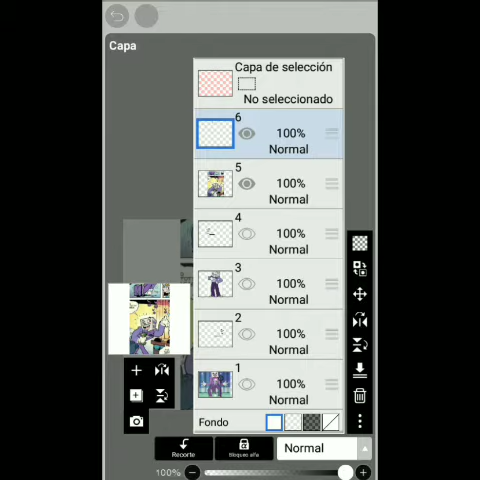 Capa
Capa de selección
No seleccionado
6
100%
Normal
5
100%
Normal
4
100%
Normal
3
100%
Normal
2
100%
Normal
1
100%
Normal
Fondo
Recorte
Bloqueo alfa
Normal
100%